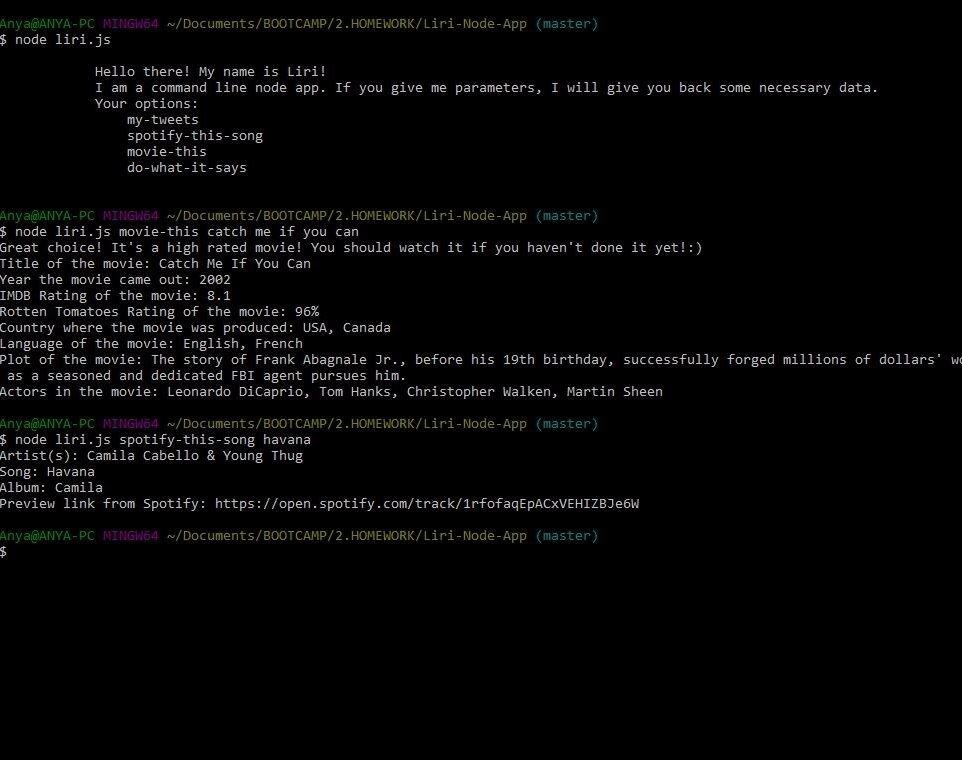 Anya@ANYA-PC MINGW64 ~/Documents/BOOTCAMP/2.HOMEWORK/Liri-Node-App (master)
$ node liri.js
Hello there! My name is Liri!
I am a command line node app. If you give me parameters, I will give you back some necessary data.
Your options:
my-tweets
spotify-this-song
movie-this
do-what-it-says
Anya@ANYA-PC MINGW64 ~/Documents/BOOTCAMP/2.HOMEWORK/Liri-Node-App (master)
$ node liri.js movie-this catch me if you can
Great choice! It's a high rated movie! You should watch it if you haven't done it yet!:)
Title of the movie: Catch Me If You Can
Year the movie came out: 2002
IMDB Rating of the movie: 8.1
Rotten Tomatoes Rating of the movie: 96%
Country where the movie was produced: USA, Canada
Language of the movie: English, French
Plot of the movie: The story of Frank Abagnale Jr., before his 19th birthday, successfully forged millions of dollars'
as a seasoned and dedicated FBI agent pursues him.
Actors in the movie: Leonardo DiCaprio, Tom Hanks, Christopher Walken, Martin Sheen
Anya@ANYA-PC MINGW64 ~/Documents/BOOTCAMP/2.HOMEWORK/Liri-Node-App (master)
$ node liri.js spotify-this-song havana
Artist(s): Camila Cabello & Young Thug
Song: Havana
Album: Camila
Preview link from Spotify: https://open.spotify.com/track/1rfofaqEpACxVEHIZBJe6W
Anya@ANYA-PC MINGW64 ~/Documents/BOOTCAMP/2.HOMEWORK/Liri-Node-App (master)
$